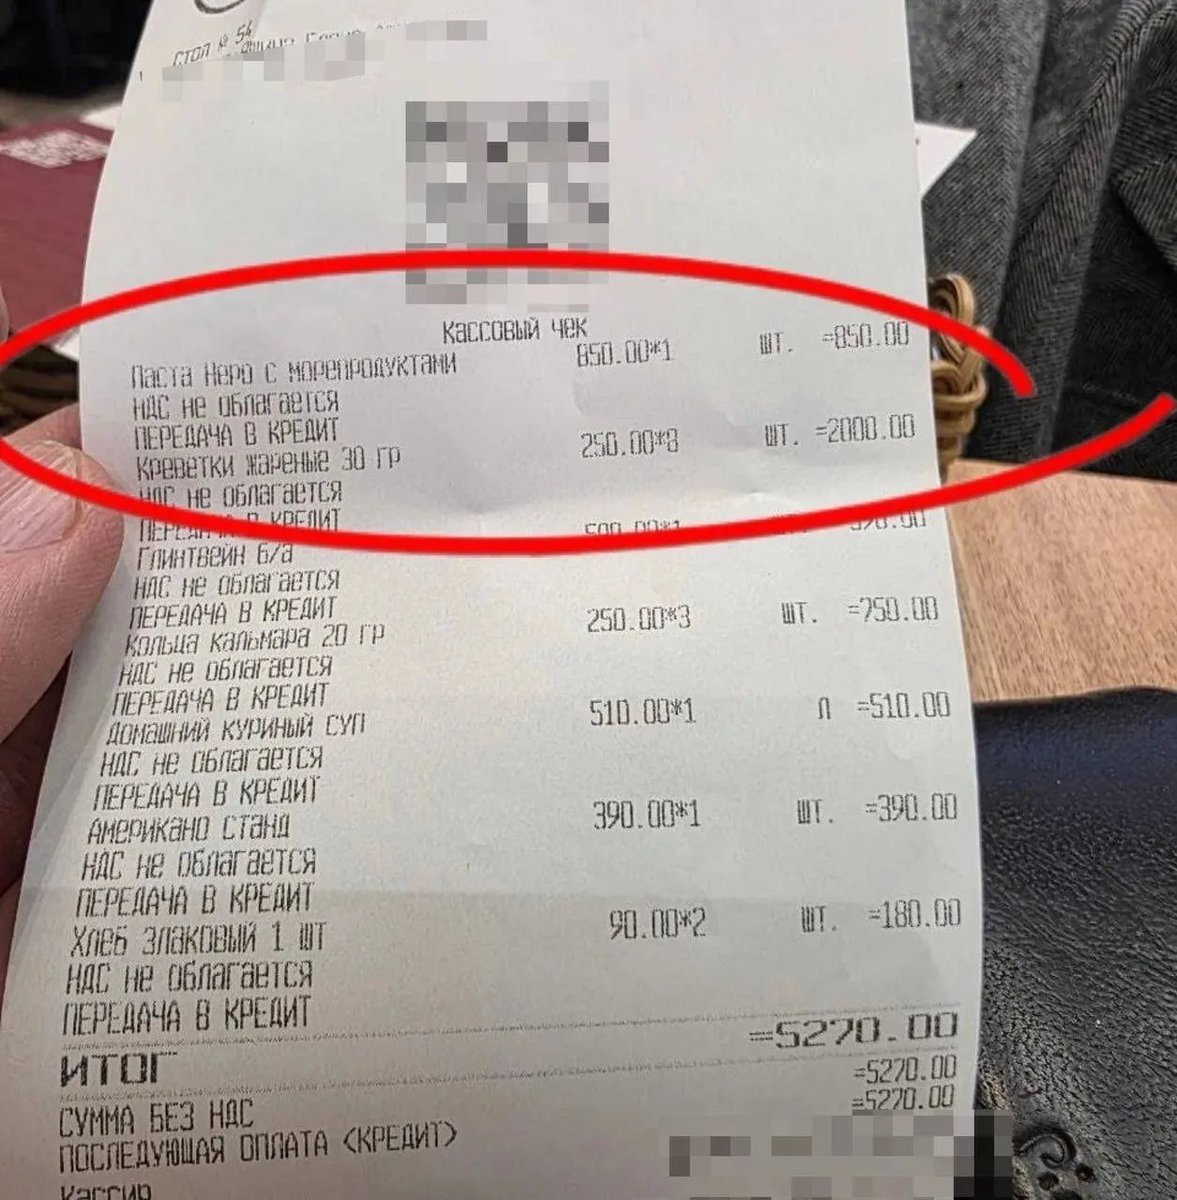 СТОЛ № 54
КАССОВЫЙ ЧЕК
Паста Неро с морепродуктами 850.00*1 ШТ. =850.00
НДС не облагается
ПЕРЕДАЧА В КРЕДИТ
Креветки жареные 30 гр 250.00*8 ШТ. =2000.00
НДС не облагается
ПЕРЕДАЧА В КРЕДИТ
Глинтвейн б/а
НДС не облагается
ПЕРЕДАЧА В КРЕДИТ
Кольца кальмара 20 гр 250.00*3 ШТ. =750.00
НДС не облагается
ПЕРЕДАЧА В КРЕДИТ
Домашний куриный суп 510.00*1 Л =510.00
НДС не облагается
ПЕРЕДАЧА В КРЕДИТ
Американо станд 390.00*1 ШТ. =390.00
НДС не облагается
ПЕРЕДАЧА В КРЕДИТ
Хлеб злаковый 1 шт 90.00*2 ШТ. =180.00
НДС не облагается
ПЕРЕДАЧА В КРЕДИТ
ИТОГ =5270.00
СУММА БЕЗ НДС =5270.00
ПОСЛЕДУЮЩАЯ ОПЛАТА (КРЕДИТ) =5270.00
Кассир